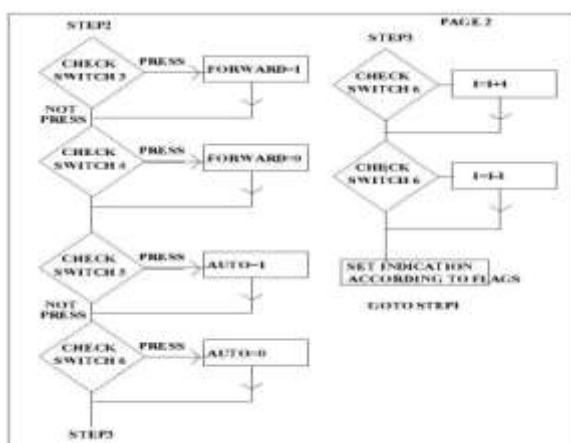 PAGE 2
STEP2
CHECK
SWITCH 3
PRESS
FORWARD=1
NOT
PRESS
CHECK
SWITCH 4
PRESS
FORWARD=0
CHECK
SWITCH 5
PRESS
AUTO=1
NOT
PRESS
CHECK
SWITCH 6
PRESS
AUTO=0
STEP3
STEP3
CHECK
SWITCH 6
I=I+1
CHECK
SWITCH 6
I=I-1
SET INDICATION
ACCORDING TO FLAGS
GOTO STEP1